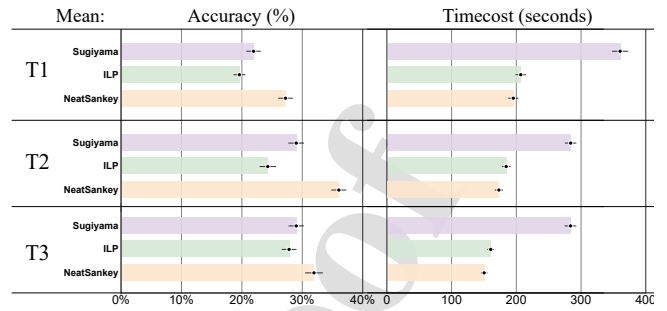 Mean: Accuracy (%) Timecost (seconds)
Sugiyama
T1 ILP
NeatSankey
Sugiyama
T2 ILP
NeatSankey
Sugiyama
T3 ILP
NeatSankey
0% 10% 20% 30% 40% 0 100 200 300 400